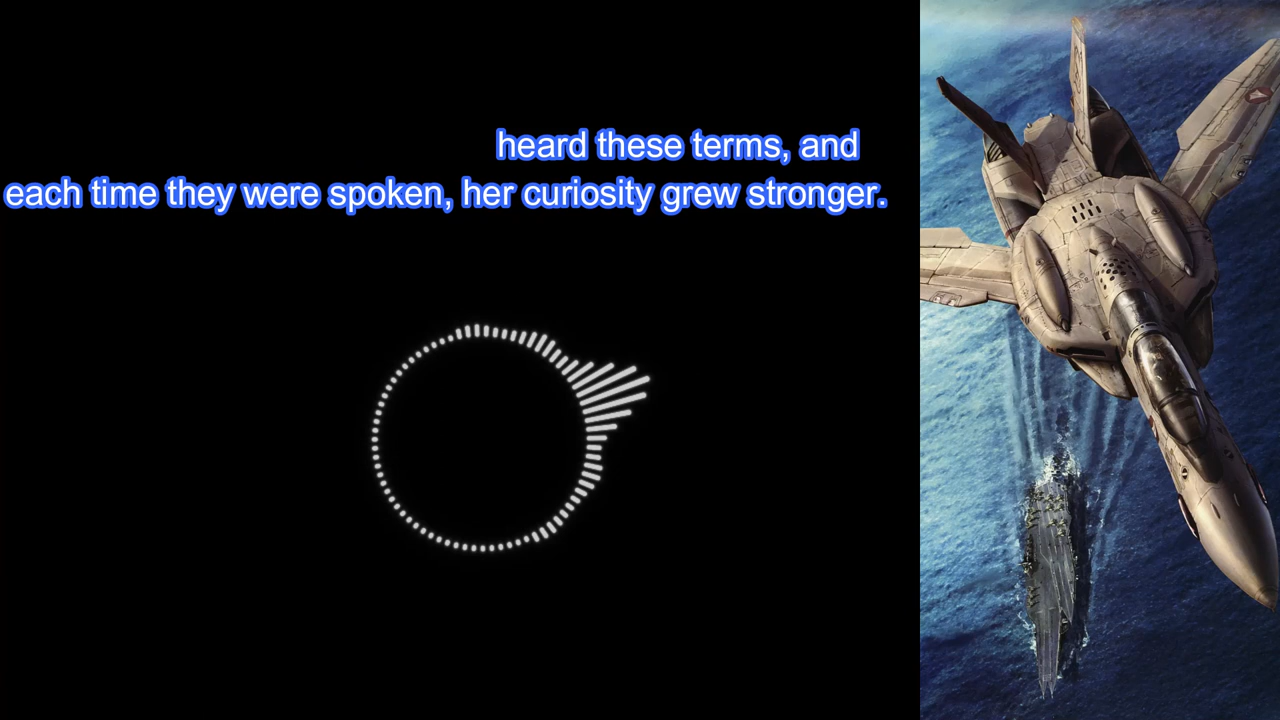 heard these terms, and
each time they were spoken, her curiosity grew stronger.